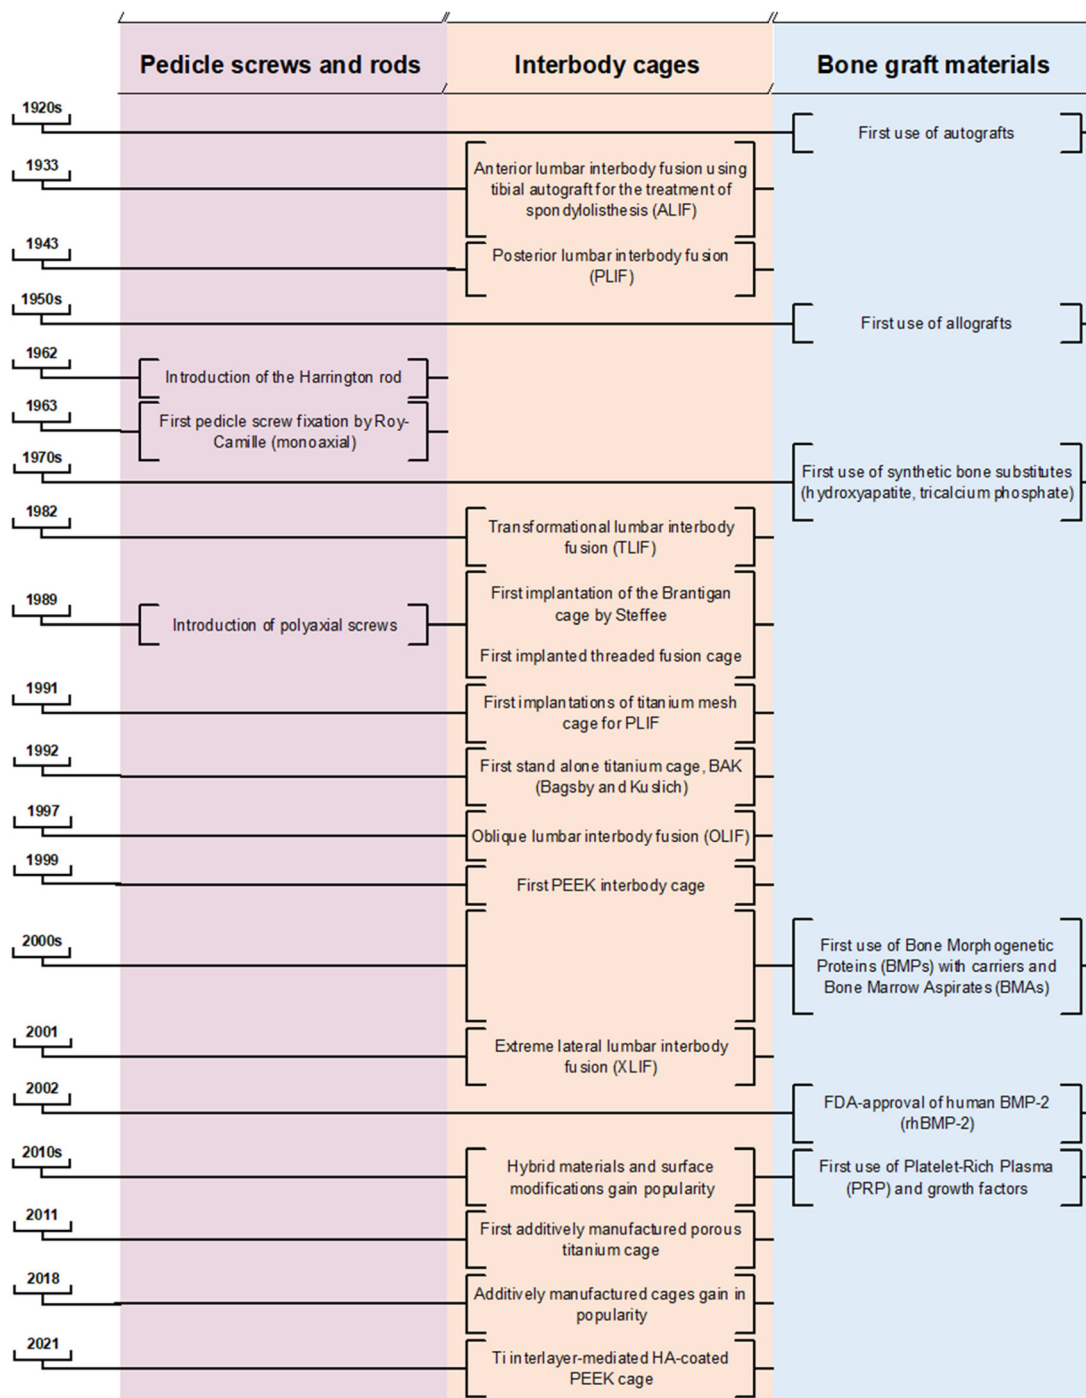 Pedicle screws and rods
Interbody cages
Bone graft materials
1920s
First use of autografts
1933
Anterior lumbar interbody fusion using
tibial autograft for the treatment of
spondylolisthesis (ALIF)
1943
Posterior lumbar interbody fusion
(PLIF)
1950s
First use of allografts
1962
Introduction of the Harrington rod
1963
First pedicle screw fixation by Roy-
Camille (monoaxial)
1970s
First use of synthetic bone substitutes
(hydroxyapatite, tricalcium phosphate)
1982
Transformational lumbar interbody
fusion (TLIF)
1989
Introduction of polyaxial screws
First implantation of the Brantigan
cage by Steffee
First implanted threaded fusion cage
1991
First implantations of titanium mesh
cage for PLIF
1992
First stand alone titanium cage, BAK
(Bagsby and Kuslich)
1997
Oblique lumbar interbody fusion (OLIF)
1999
First PEEK interbody cage
2000s
First use of Bone Morphogenetic
Proteins (BMPs) with carriers and
Bone Marrow Aspirates (BMAs)
2001
Extreme lateral lumbar interbody
fusion (XLIF)
2002
FDA-approval of human BMP-2
(rhBMP-2)
2010s
Hybrid materials and surface
modifications gain popularity
First use of Platelet-Rich Plasma
(PRP) and growth factors
2011
First additively manufactured porous
titanium cage
2018
Additively manufactured cages gain in
popularity
2021
Ti interlayer-mediated HA-coated
PEEK cage